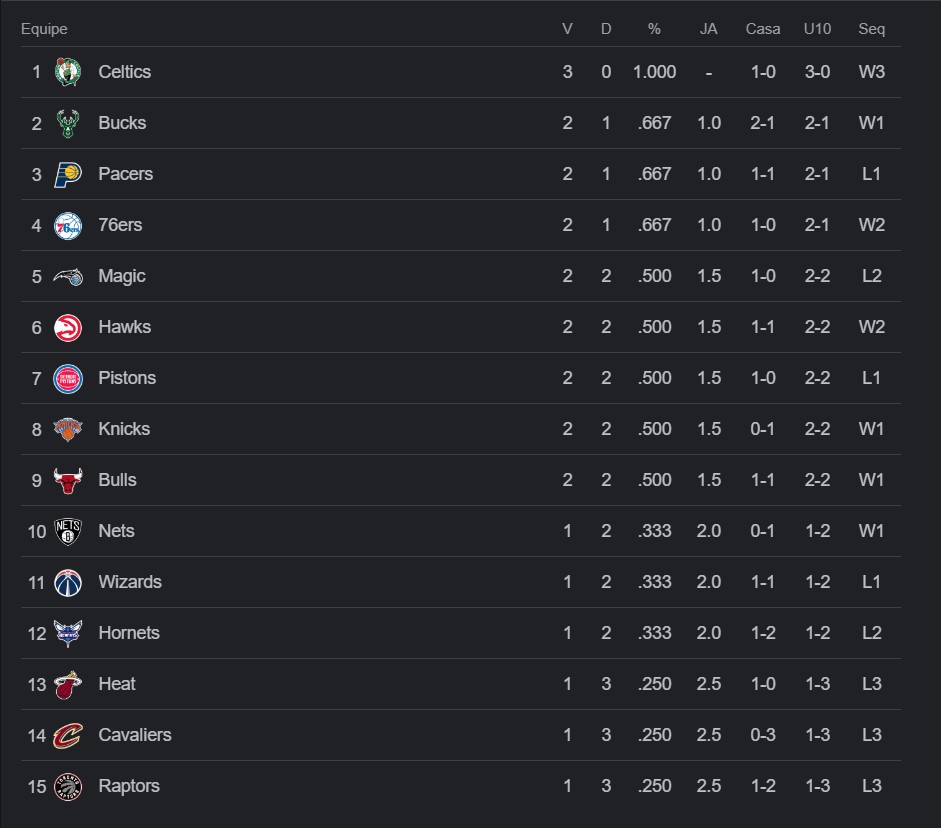 Equipe V D % JA Casa U10 Seq
1 Celtics 3 0 1.000 - 1-0 3-0 W3
2 Bucks 2 1 .667 1.0 2-1 2-1 W1
3 Pacers 2 1 .667 1.0 1-1 2-1 L1
4 76ers 2 1 .667 1.0 1-0 2-1 W2
5 Magic 2 2 .500 1.5 1-0 2-2 L2
6 Hawks 2 2 .500 1.5 1-1 2-2 W2
7 Pistons 2 2 .500 1.5 1-0 2-2 L1
8 Knicks 2 2 .500 1.5 0-1 2-2 W1
9 Bulls 2 2 .500 1.5 1-1 2-2 W1
10 NETS B Nets 1 2 .333 2.0 0-1 1-2 W1
11 Wizards 1 2 .333 2.0 1-1 1-2 L1
12 Hornets 1 2 .333 2.0 1-2 1-2 L2
13 Heat 1 3 .250 2.5 1-0 1-3 L3
14 Cavaliers 1 3 .250 2.5 0-3 1-3 L3
15 Raptors 1 3 .250 2.5 1-2 1-3 L3